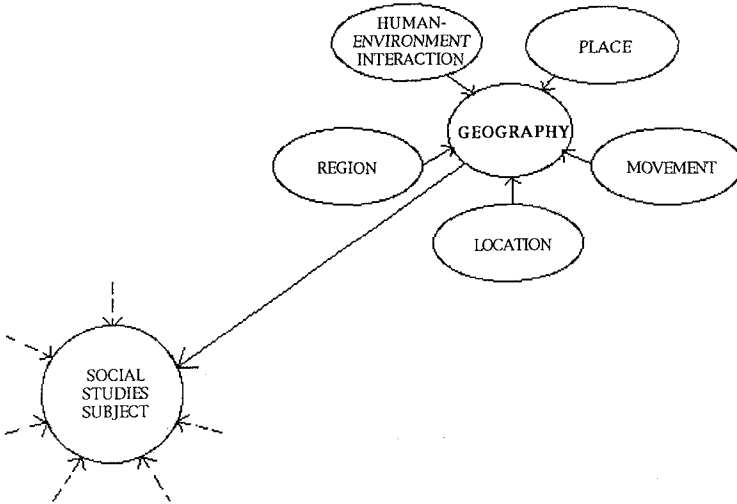 HUMAN-
ENVIRONMENT
INTERACTION
PLACE
GEOGRAPHY
REGION
MOVEMENT
LOCATION
SOCIAL
STUDIES
SUBJECT